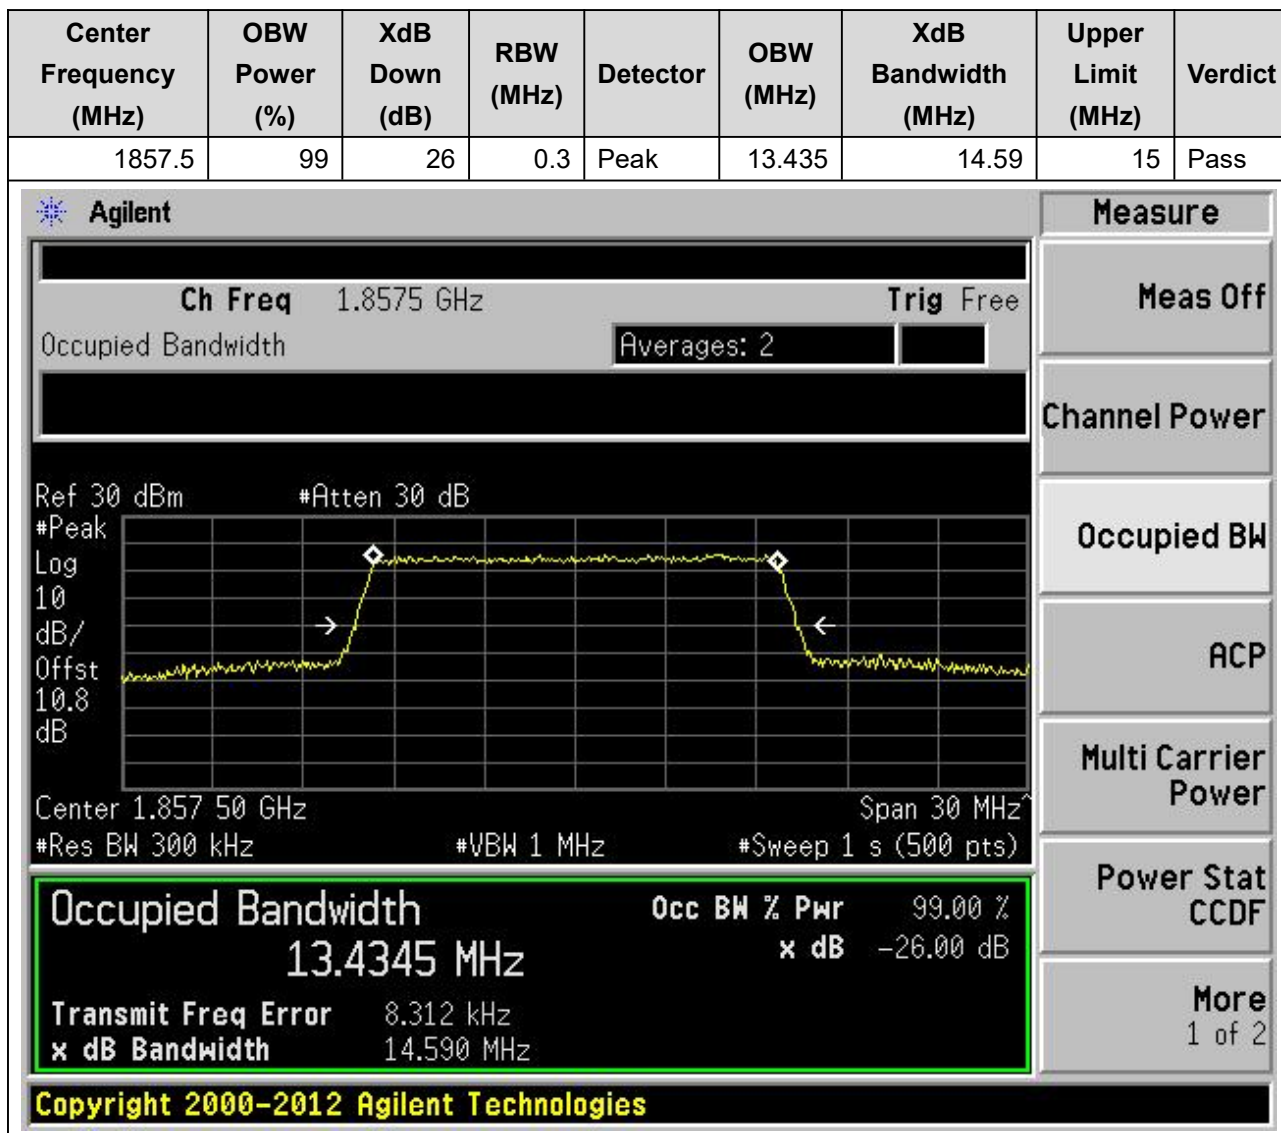 Center Frequency (MHz) OBW Power (%) XdB Down (dB) RBW (MHz) Detector OBW (MHz) XdB Bandwidth (MHz) Upper Limit (MHz) Verdict
1857.5 99 26 0.3 Peak 13.435 14.59 15 Pass
Agilent
Measure
Ch Freq 1.8575 GHz Trig Free
Meas Off
Occupied Bandwidth Averages: 2
Channel Power
Ref 30 dBm #Atten 30 dB
#Peak
Log
10
dB/
Offst
10.8
dB
Occupied BW
ACP
Center 1.857 50 GHz Span 30 MHz^
#Res BW 300 kHz #VBW 1 MHz #Sweep 1 s (500 pts)
Multi Carrier
Power
Occupied Bandwidth Occ BW % Pwr 99.00 %
13.4345 MHz x dB -26.00 dB
Transmit Freq Error 8.312 kHz
x dB Bandwidth 14.590 MHz
Power Stat
CCDF
More
1 of 2
Copyright 2000-2012 Agilent Technologies